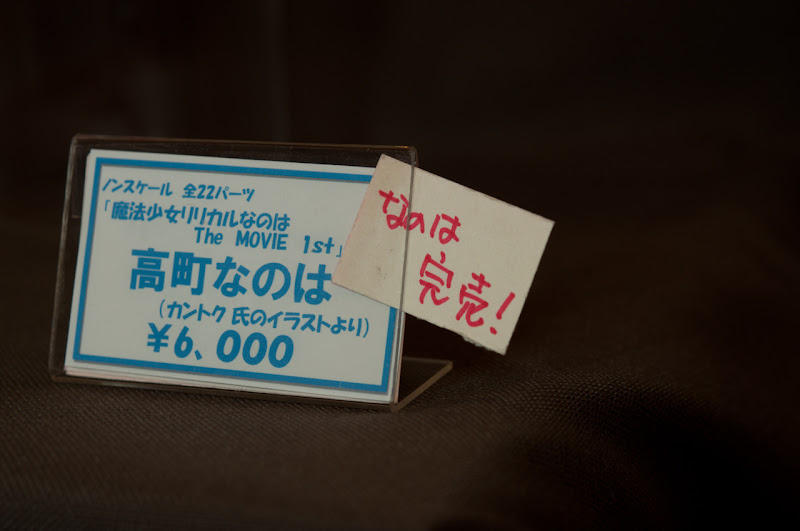 ノンスケール 全22パーツ
「魔法少女リリカルなのは
The MOVIE 1st」
高町なのは
(カントク氏のイラストより)
¥6、000
なのは
完売!